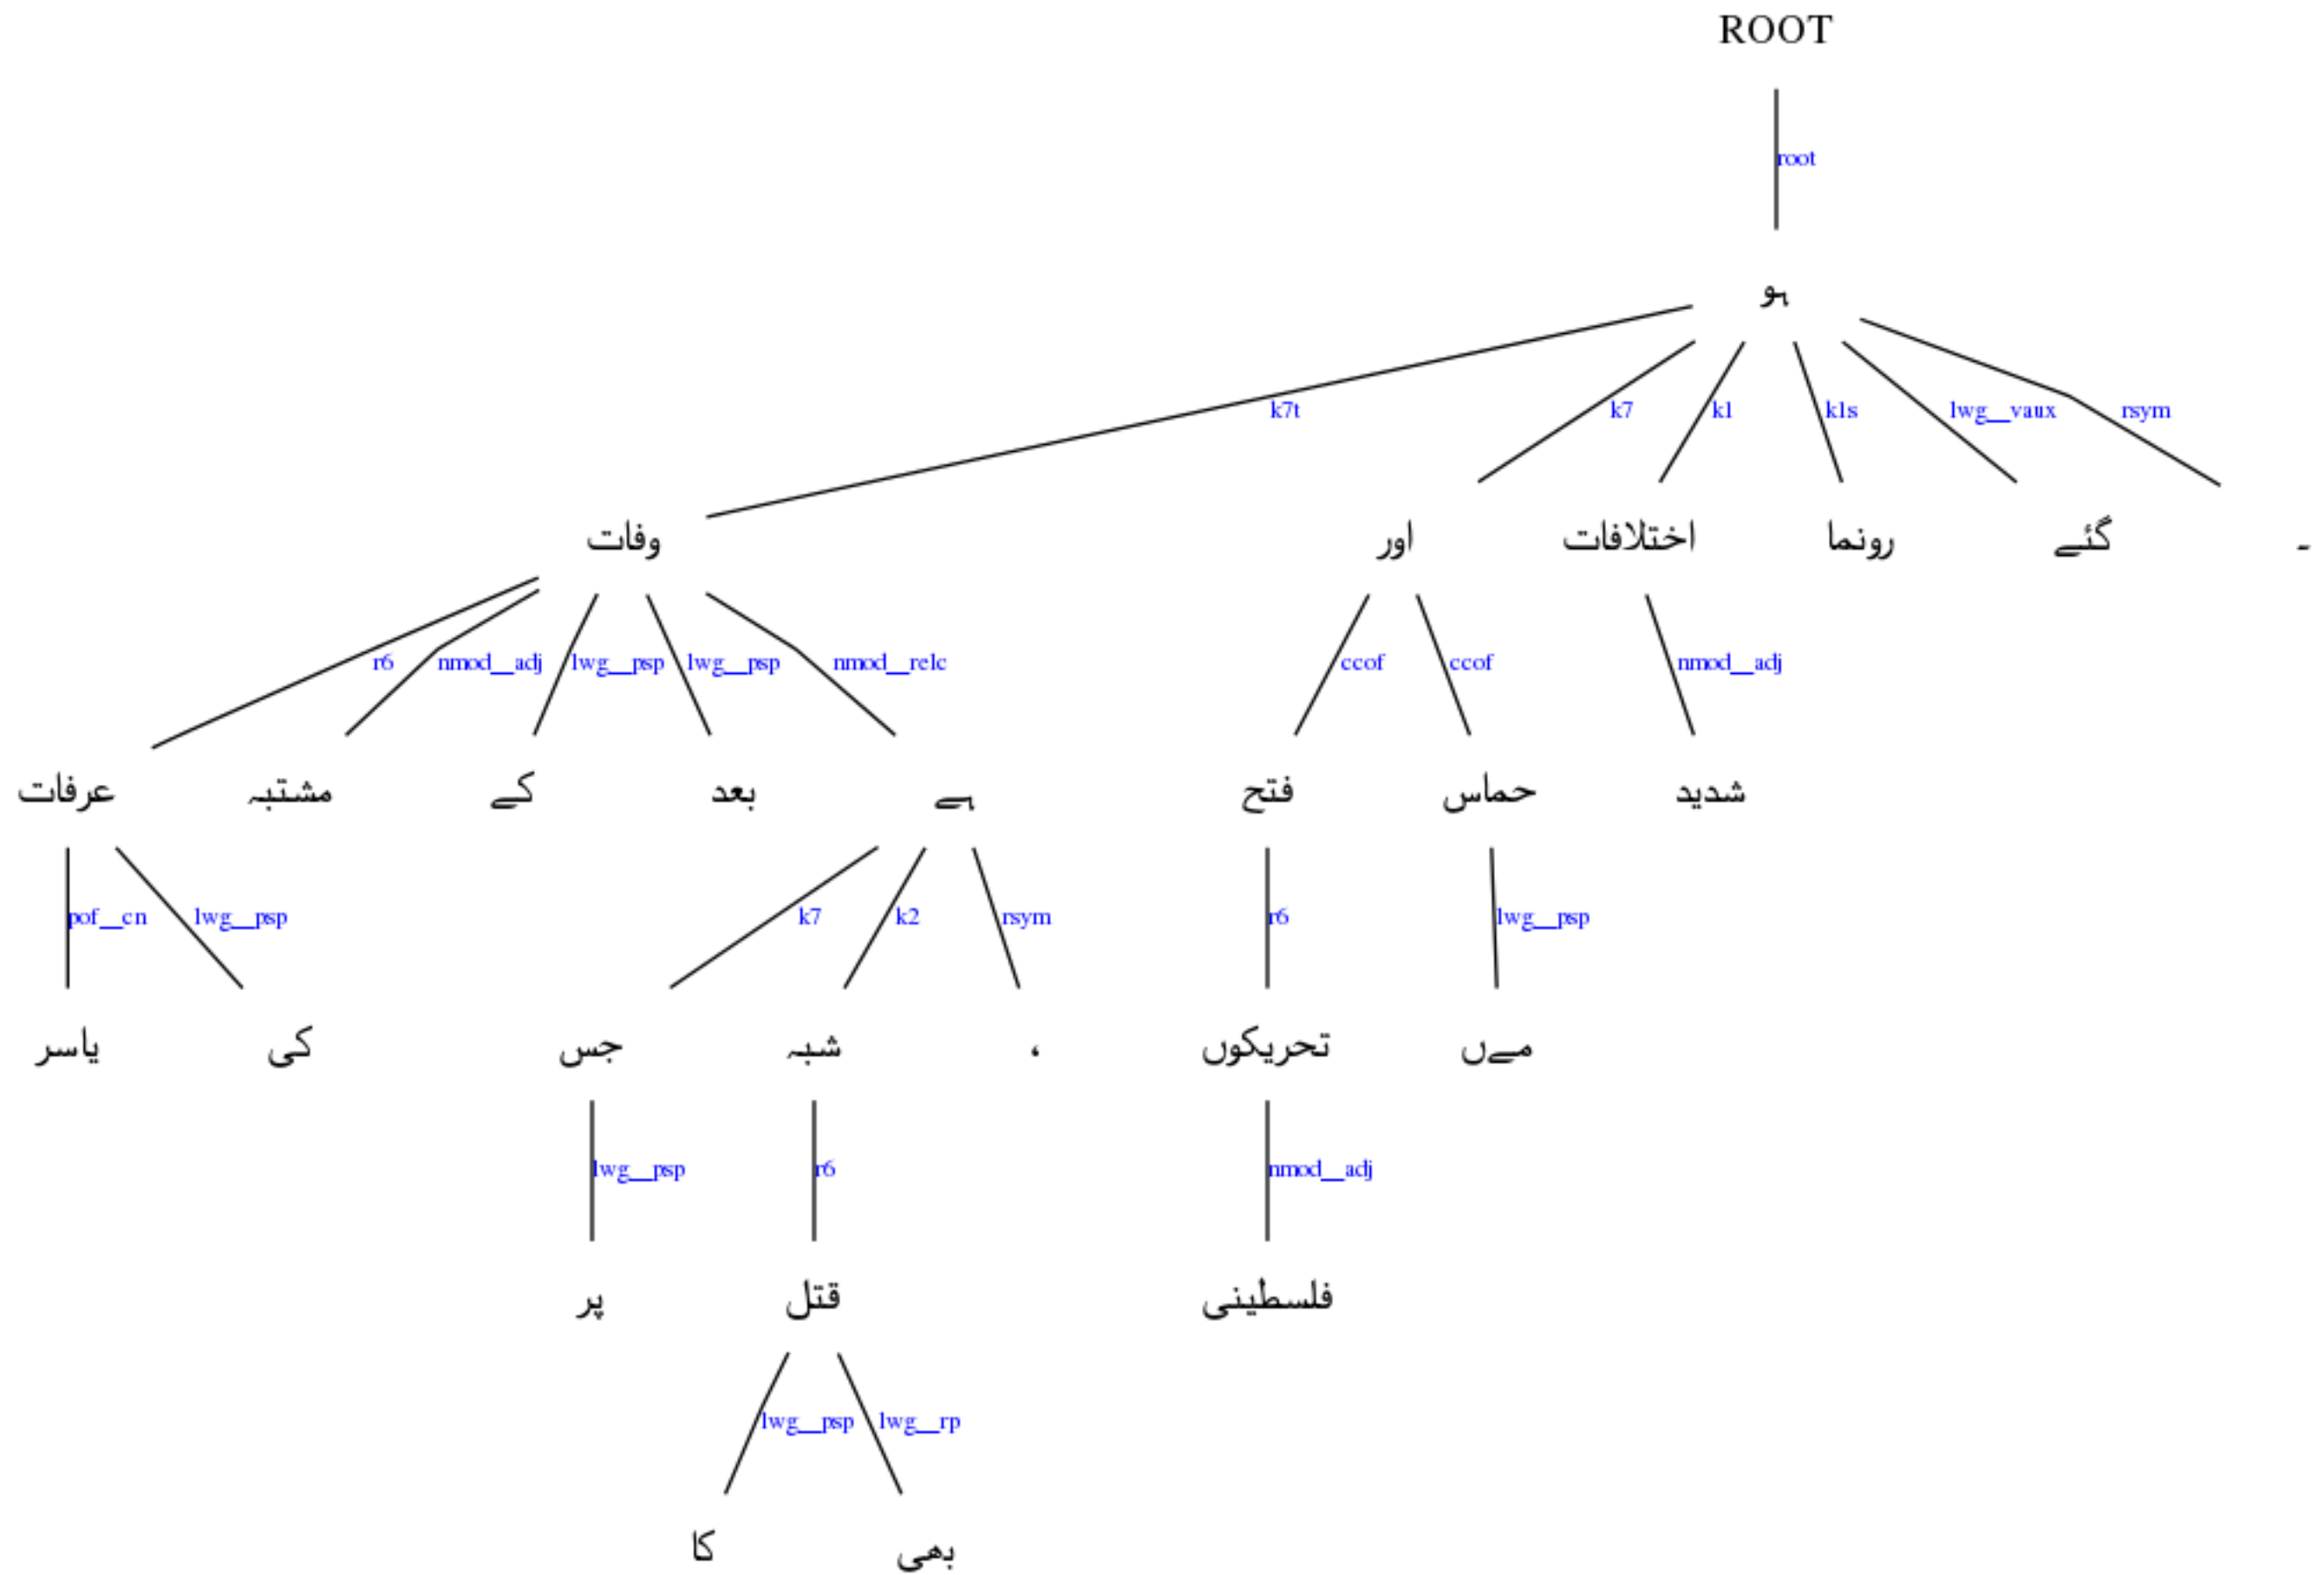 ROOT
root
ہو
k7t k7 k1 k1s lwg__vaux rsym
وفات اور اختلافات رونما گئے ۔
r6 nmod__adj lwg__psp lwg__psp nmod__relc ccof ccof nmod__adj
عرفات مشتبہ کے بعد ہے فتح حماس شدید
pof__cn lwg__psp k7 k2 rsym r6 lwg__psp
یاسر کی جس شبہ ، تحریکوں مےں
lwg__psp r6 nmod__adj
پر قتل فلسطینی
lwg__psp lwg__rp
کا بھی